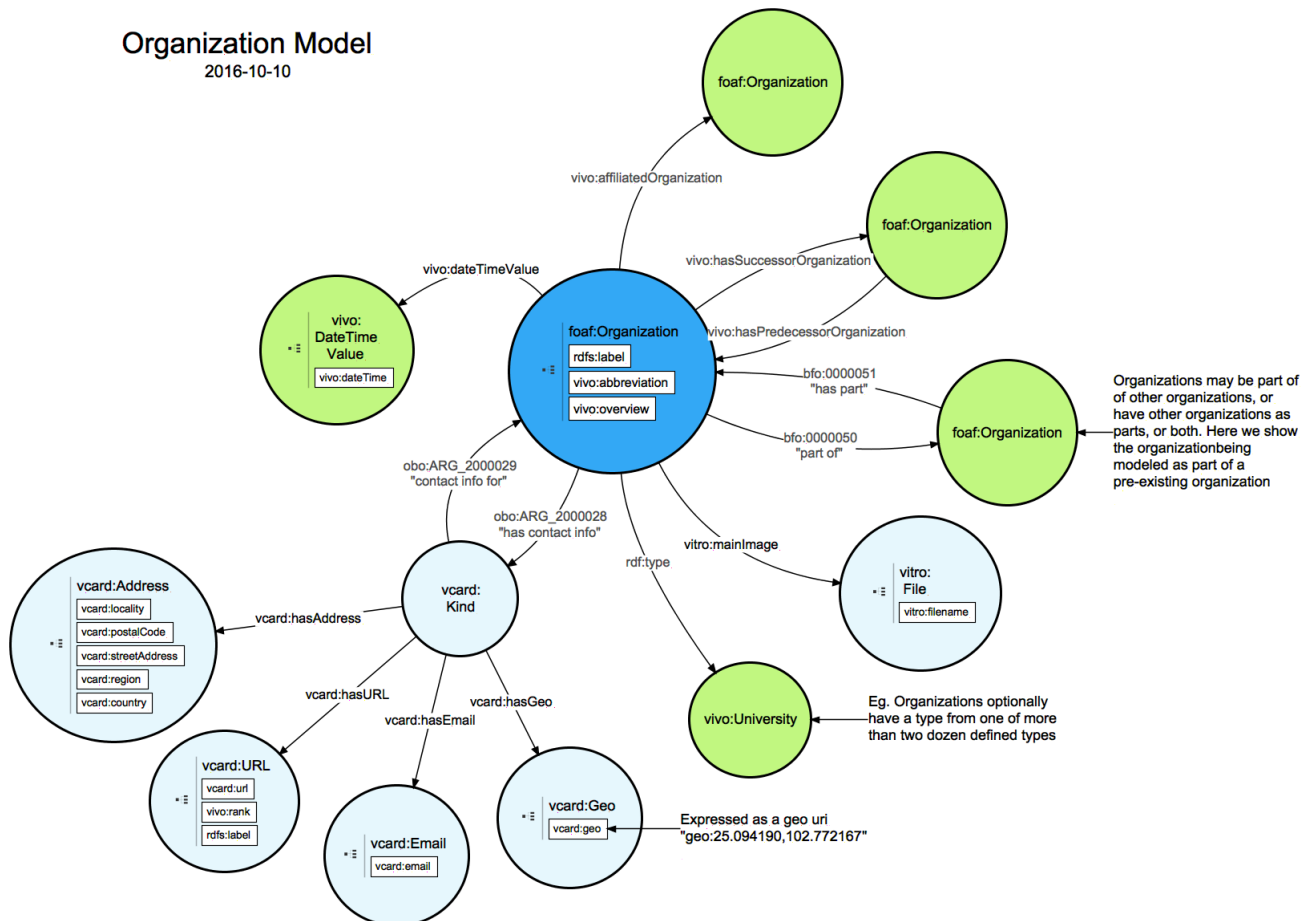 Organization Model
2016-10-10
foaf:Organization
vivo:affiliatedOrganization
foaf:Organization
vivo:hasSuccessorOrganization
vivo:dateTimeValue
vivo:
DateTime
Value
vivo:dateTime
foaf:Organization
rdfs:label
vivo:abbreviation
vivo:overview
vivo:hasPredecessorOrganization
bfo:0000051
"has part"
foaf:Organization
bfo:0000050
"part of"
Organizations may be part of
of other organizations, or
have other organizations as
parts, or both. Here we show
the organizationbeing
modeled as part of a
pre-existing organization
obo:ARG_2000029
"contact info for"
obo:ARG_2000028
"has contact info"
rdf:type
vitro:mainImage
vitro:
File
vitro:filename
vcard:
Kind
vcard:hasAddress
vcard:Address
vcard:locality
vcard:postalCode
vcard:streetAddress
vcard:region
vcard:country
vcard:hasURL
vcard:hasEmail
vcard:hasGeo
vivo:University
Eg. Organizations optionally
have a type from one of more
than two dozen defined types
vcard:URL
vcard:url
vivo:rank
rdfs:label
vcard:Email
vcard:email
vcard:Geo
vcard:geo
Expressed as a geo uri
"geo:25.094190,102.772167"